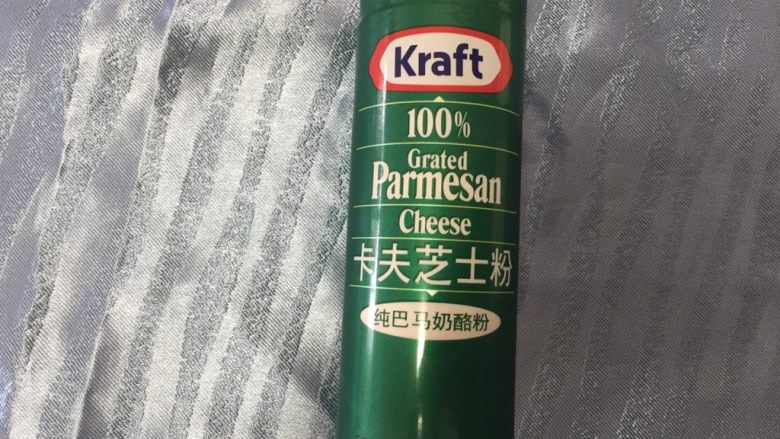 Kraft
100%
Grated
Parmesan
Cheese
卡夫芝士粉
纯巴马奶酪粉